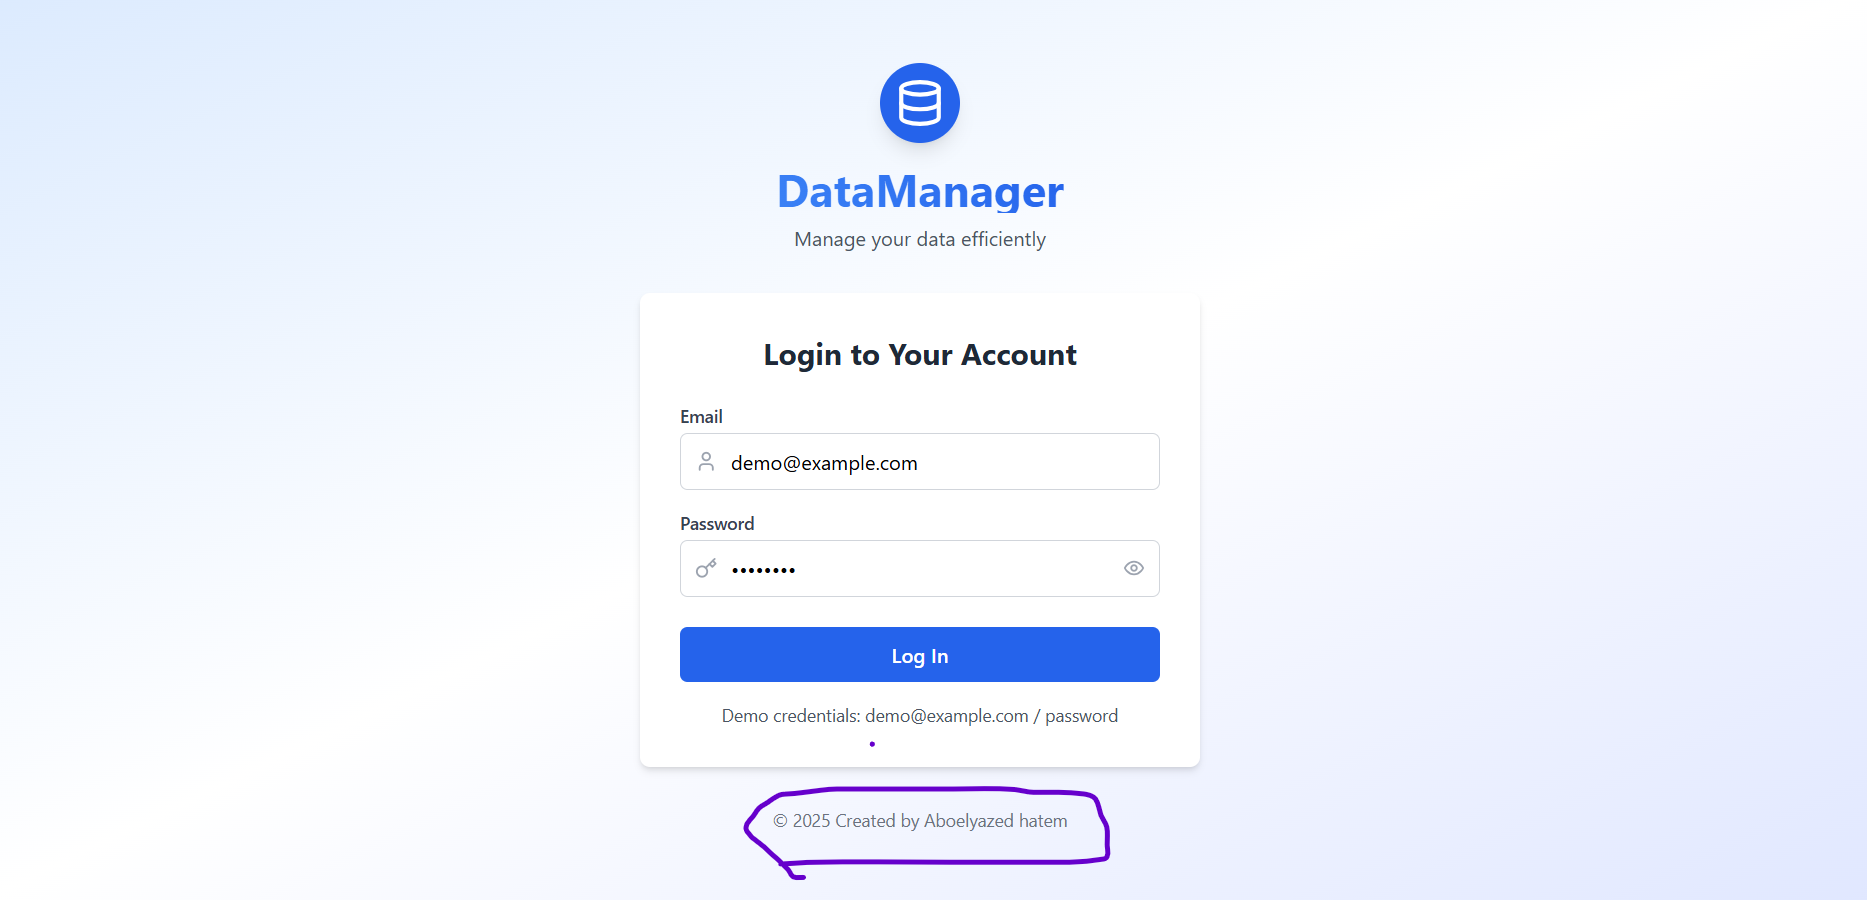 DataManager
Manage your data efficiently
Login to Your Account
Email
demo@example.com
Password
••••••••
Log In
Demo credentials: demo@example.com / password
© 2025 Created by Aboelyazed hatem